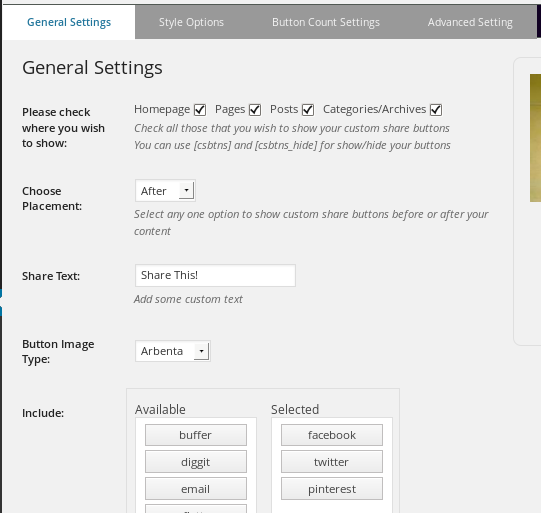 General Settings Style Options Button Count Settings Advanced Setting
General Settings
Please check where you wish to show:
Homepage Pages Posts Categories/Archives
Check all those that you wish to show your custom share buttons
You can use [csbtns] and [csbtns_hide] for show/hide your buttons
Choose Placement:
After
Select any one option to show custom share buttons before or after your
content
Share Text:
Share This!
Add some custom text
Button Image Type:
Arbenta
Include:
Available
buffer
diggit
email
Selected
facebook
twitter
pinterest